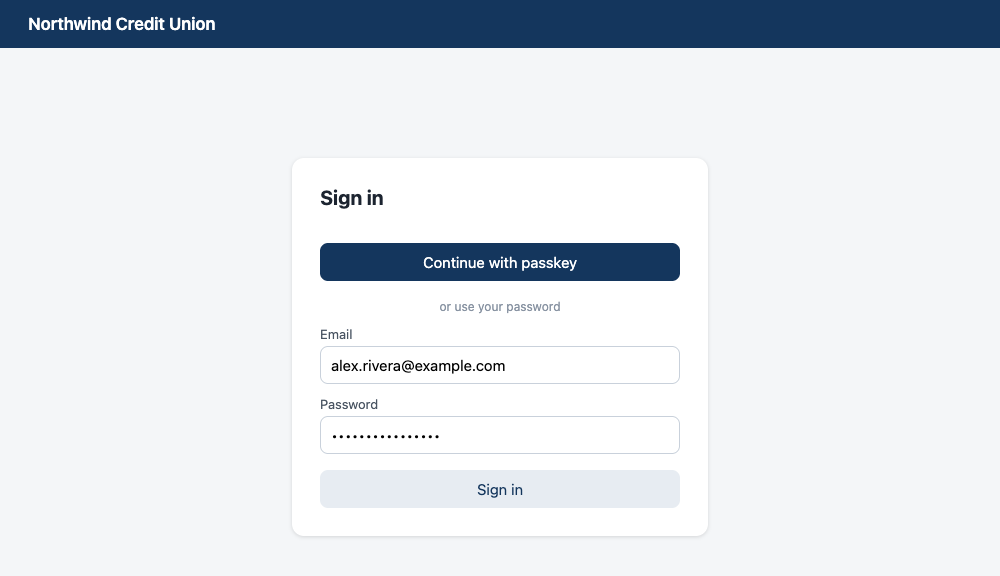 Northwind Credit Union
Sign in
Continue with passkey
or use your password
Email
alex.rivera@example.com
Password
••••••••••••••••
Sign in